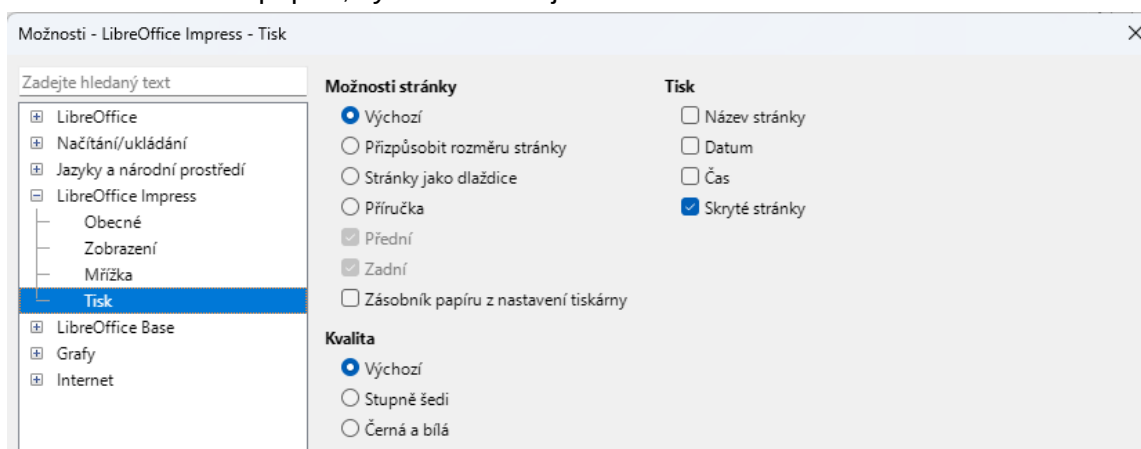 Možnosti - LibreOffice Impress - Tisk
Zadejte hledaný text
LibreOffice
Načítání/ukládání
Jazyky a národní prostředí
LibreOffice Impress
Obecné
Zobrazení
Mřížka
Tisk
LibreOffice Base
Grafy
Internet
Možnosti stránky
Výchozí
Přizpůsobit rozměru stránky
Stránky jako dlaždice
Příručka
Přední
Zadní
Zásobník papíru z nastavení tiskárny
Kvalita
Výchozí
Stupně šedi
Černá a bílá
Tisk
Název stránky
Datum
Čas
Skryté stránky